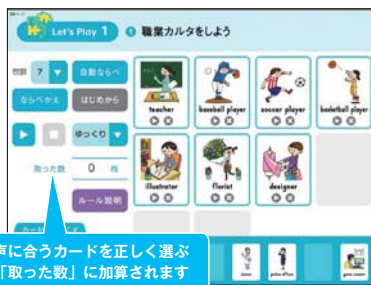 Let's Play 1
❶ 職業カルタをしよう
枚数 7 ▼ 自動ならべ
ならべかえ はじめから
ゆっくり ▼
取った数 0 枚
ルール説明
teacher
baseball player
soccer player
basketball player
illustrator
florist
designer
声に合うカードを正しく選ぶ
「取った数」に加算されます
doctor
police officer
game creator